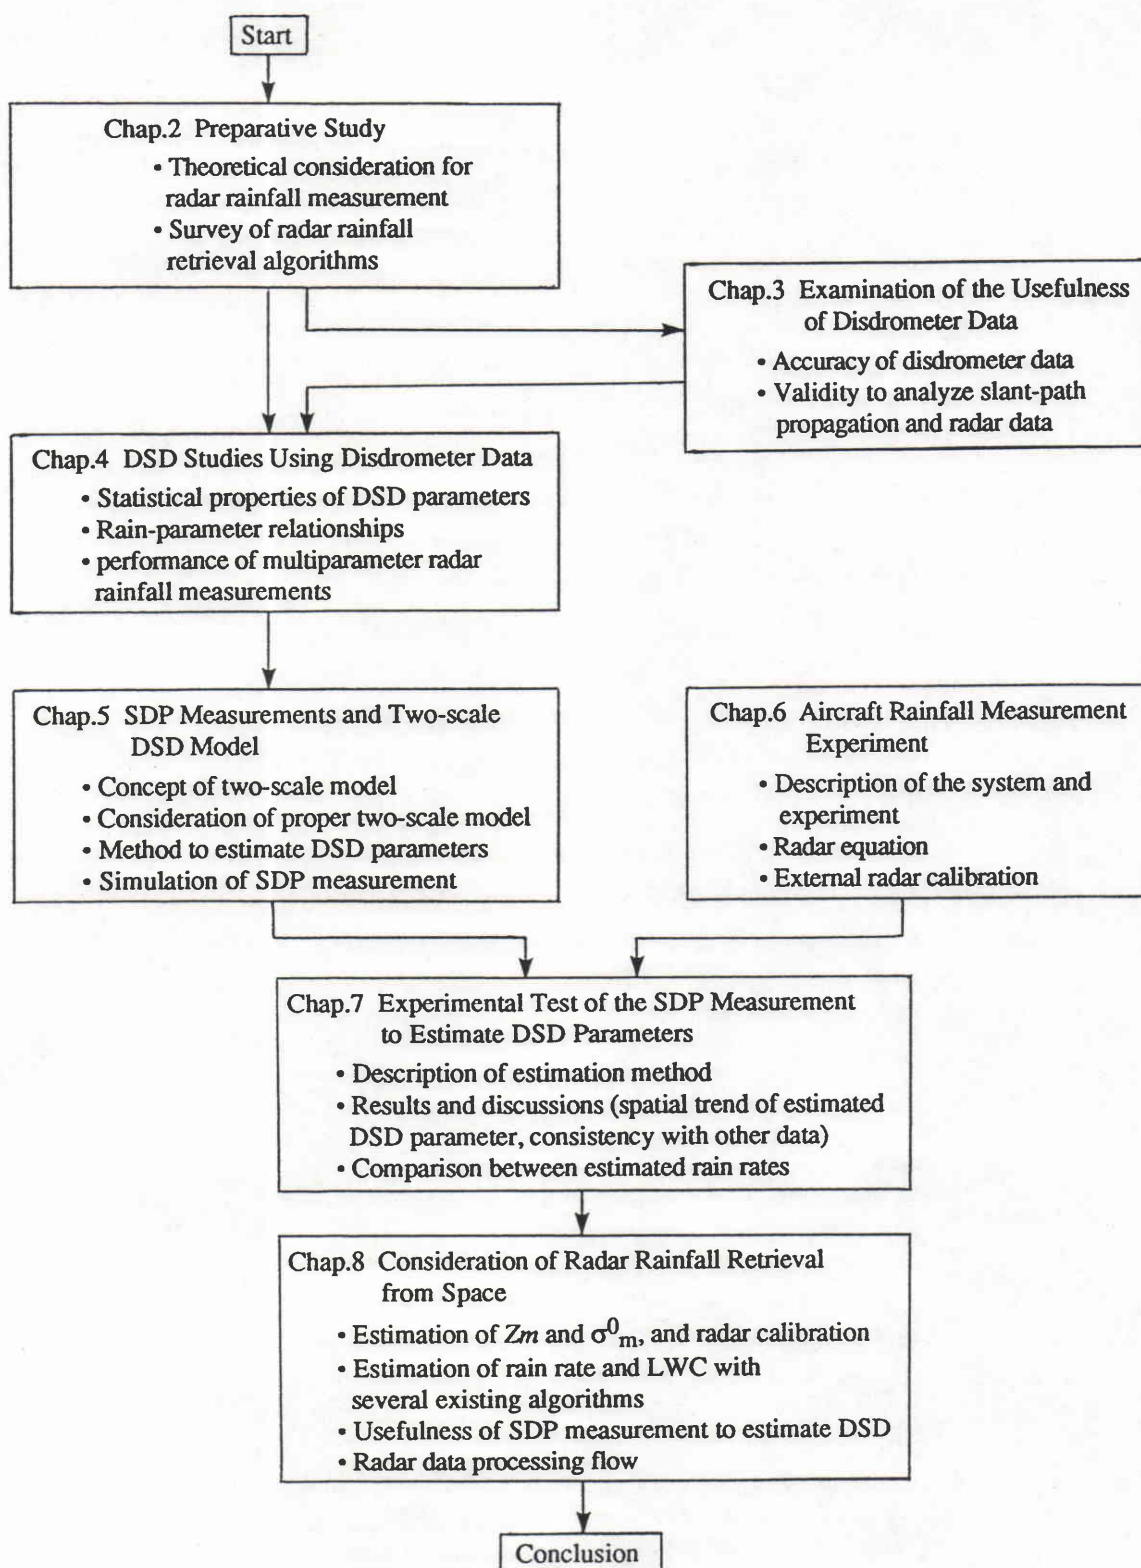 Start
Chap.2 Preparative Study
• Theoretical consideration for
radar rainfall measurement
• Survey of radar rainfall
retrieval algorithms
Chap.3 Examination of the Usefulness
of Disdrometer Data
• Accuracy of disdrometer data
• Validity to analyze slant-path
propagation and radar data
Chap.4 DSD Studies Using Disdrometer Data
• Statistical properties of DSD parameters
• Rain-parameter relationships
• performance of multiparameter radar
rainfall measurements
Chap.5 SDP Measurements and Two-scale
DSD Model
• Concept of two-scale model
• Consideration of proper two-scale model
• Method to estimate DSD parameters
• Simulation of SDP measurement
Chap.6 Aircraft Rainfall Measurement
Experiment
• Description of the system and
experiment
• Radar equation
• External radar calibration
Chap.7 Experimental Test of the SDP Measurement
to Estimate DSD Parameters
• Description of estimation method
• Results and discussions (spatial trend of estimated
DSD parameter, consistency with other data)
• Comparison between estimated rain rates
Chap.8 Consideration of Radar Rainfall Retrieval
from Space
• Estimation of Zm and σ⁰ₘ, and radar calibration
• Estimation of rain rate and LWC with
several existing algorithms
• Usefulness of SDP measurement to estimate DSD
• Radar data processing flow
Conclusion